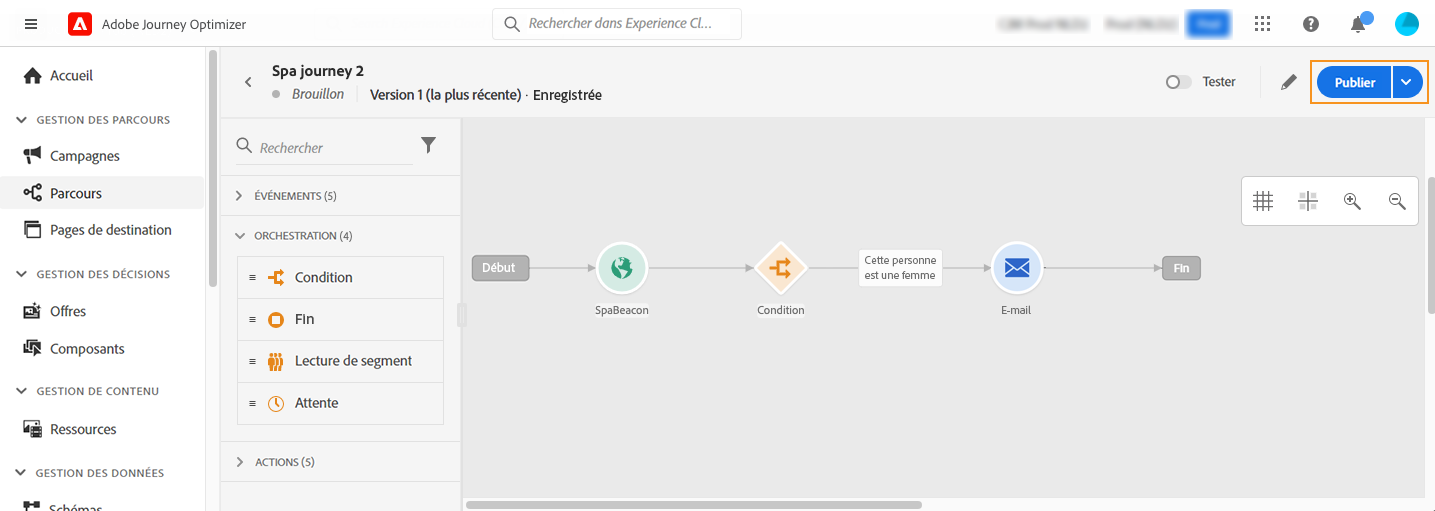 Adobe Journey Optimizer
Rechercher dans Experience Cl...
Accueil
GESTION DES PARCOURS
Campagnes
Parcours
Pages de destination
GESTION DES DÉCISIONS
Offres
Composants
GESTION DE CONTENU
Ressources
GESTION DES DONNÉES
Schémas
Spa journey 2
Brouillon
Version 1 (la plus récente) · Enregistrée
Tester
Publier
Rechercher
ÉVÉNEMENTS (5)
ORCHESTRATION (4)
Condition
Fin
Lecture de segment
Attente
ACTIONS (5)
Début
SpaBeacon
Condition
Cette personne
est une femme
E-mail
Fin